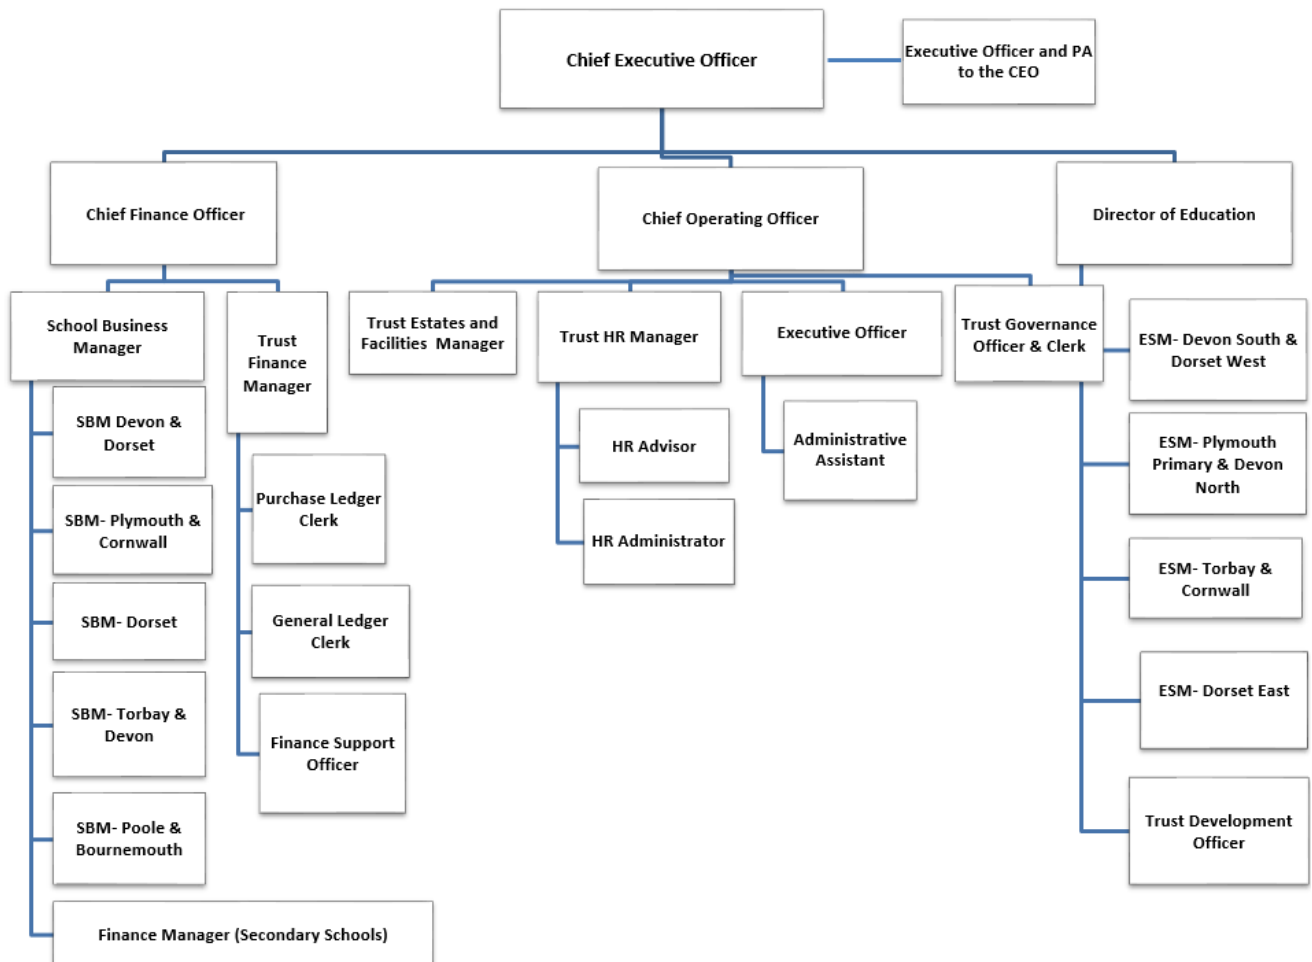 Chief Executive Officer
Executive Officer and PA
to the CEO
Chief Finance Officer
Chief Operating Officer
Director of Education
School Business
Manager
Trust
Finance
Manager
Trust Estates and
Facilities Manager
Trust HR Manager
Executive Officer
Trust Governance
Officer & Clerk
ESM- Devon South &
Dorset West
SBM Devon &
Dorset
SBM- Plymouth &
Cornwall
SBM- Dorset
SBM- Torbay &
Devon
SBM- Poole &
Bournemouth
Finance Manager (Secondary Schools)
Purchase Ledger
Clerk
General Ledger
Clerk
Finance Support
Officer
HR Advisor
HR Administrator
Administrative
Assistant
ESM- Plymouth
Primary & Devon
North
ESM- Torbay &
Cornwall
ESM- Dorset East
Trust Development
Officer